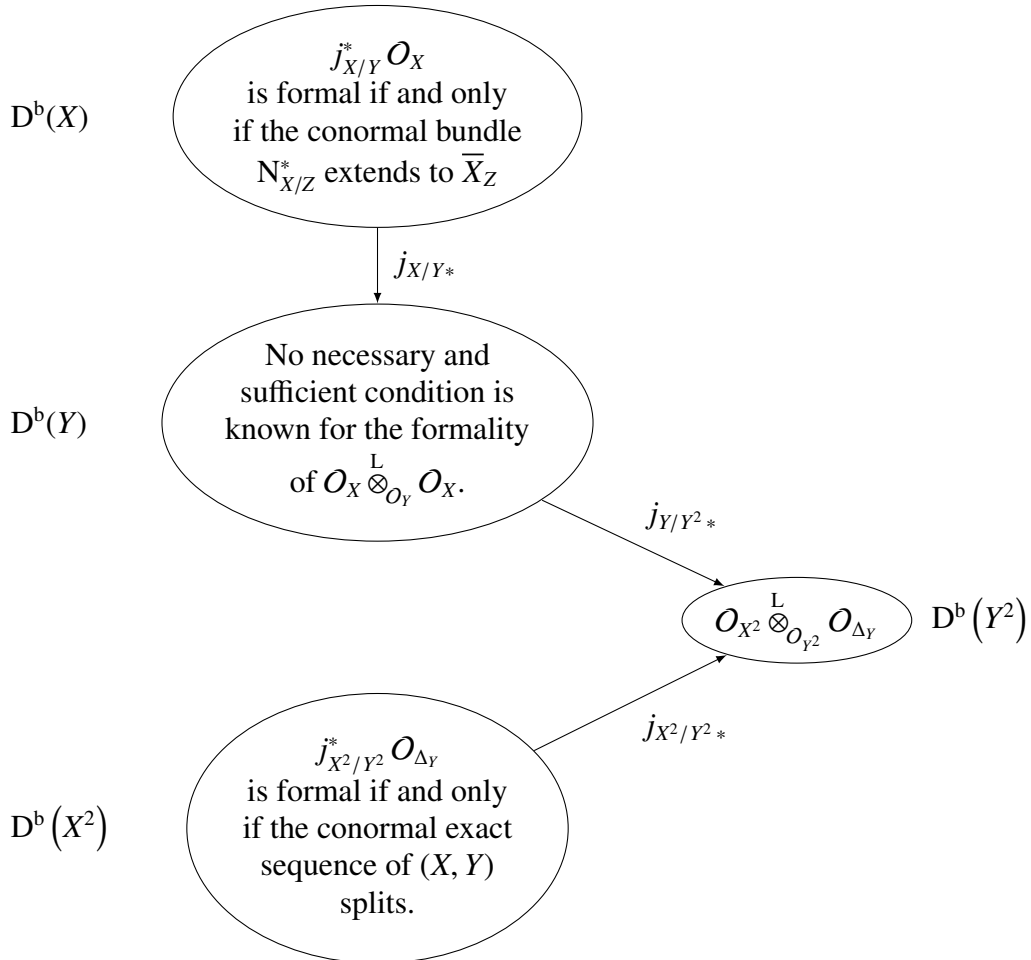 D^b(X)
j^*_{X/Y} 𝒪_X
is formal if and only
if the conormal bundle
N^*_{X/Z} extends to X̅_Z
j_{X/Y *}
D^b(Y)
No necessary and
sufficient condition is
known for the formality
of 𝒪_X ⊗^L_{𝒪_Y} 𝒪_X.
j_{Y/Y^2 *}
𝒪_{X^2} ⊗^L_{𝒪_{Y^2}} 𝒪_{Δ_Y}
D^b (Y^2)
j_{X^2/Y^2 *}
D^b (X^2)
j^*_{X^2/Y^2} 𝒪_{Δ_Y}
is formal if and only
if the conormal exact
sequence of (X, Y)
splits.